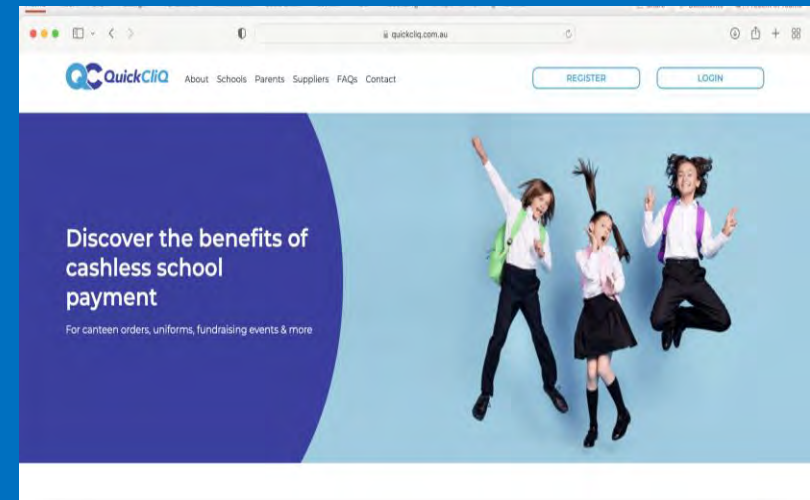 quickcliq.com.au
QC QuickCliQ
About Schools Parents Suppliers FAQs Contact
REGISTER
LOGIN
Discover the benefits of
cashless school
payment
For canteen orders, uniforms, fundraising events & more